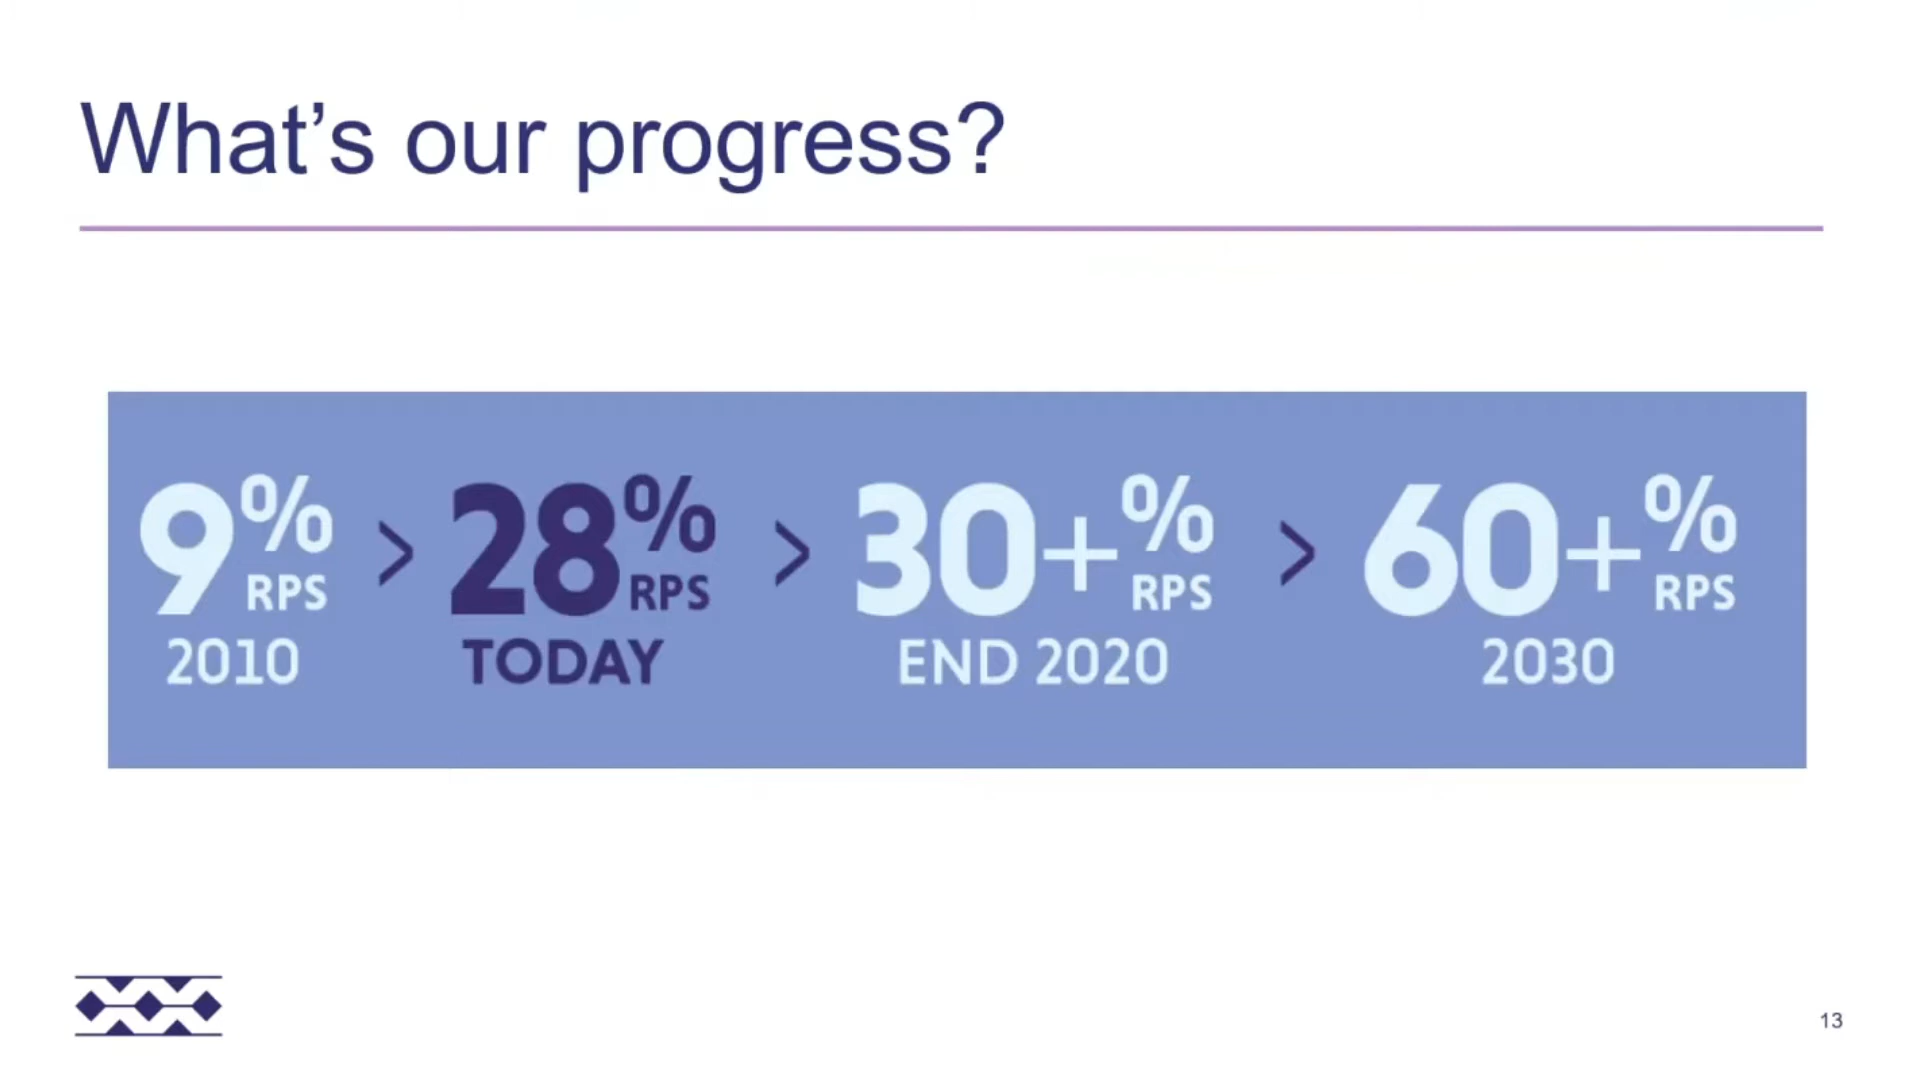 What’s our progress?
9% RPS > 28% RPS > 30+% RPS > 60+% RPS
2010 TODAY END 2020 2030
13